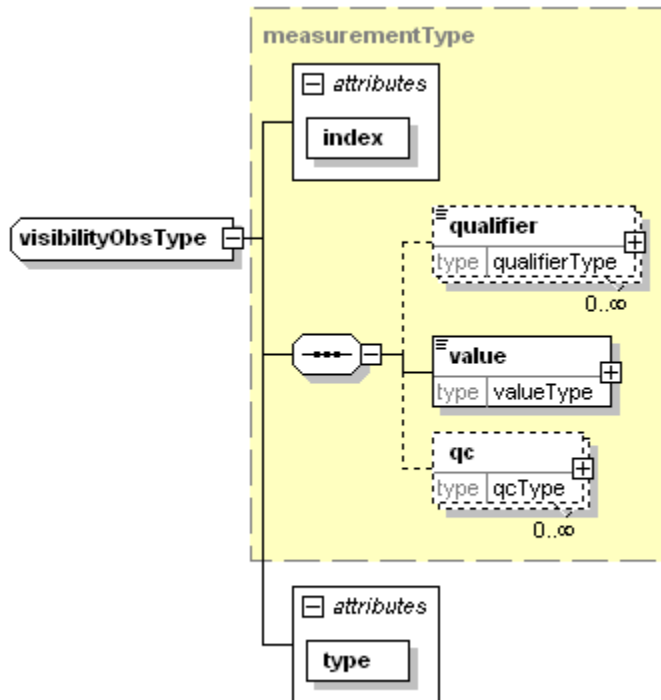 measurementType
attributes
index
visibilityObsType
qualifier
type qualifierType
0..∞
value
type valueType
qc
type qcType
0..∞
attributes
type